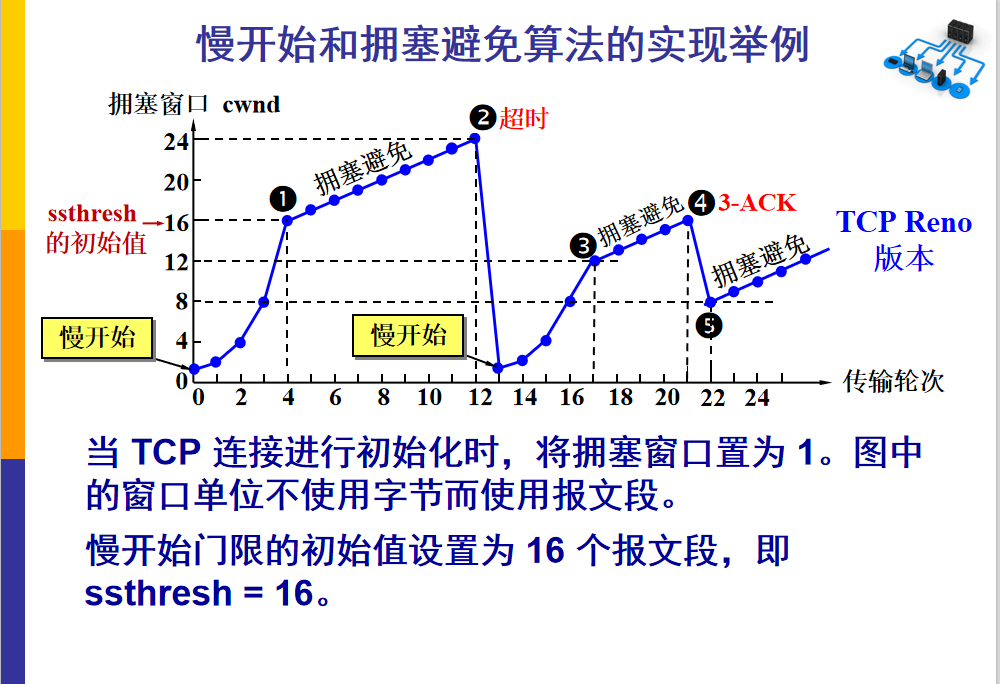 慢开始和拥塞避免算法的实现举例
拥塞窗口 cwnd
24
20
16
12
8
4
0
ssthresh
的初始值
慢开始
❶
拥塞避免
❷超时
慢开始
❸
拥塞避免
❹3-ACK
拥塞避免
❺
TCP Reno
版本
0 2 4 6 8 10 12 14 16 18 20 22 24
传输轮次
当 TCP 连接进行初始化时，将拥塞窗口置为 1。图中
的窗口单位不使用字节而使用报文段。
慢开始门限的初始值设置为 16 个报文段，即
ssthresh = 16。